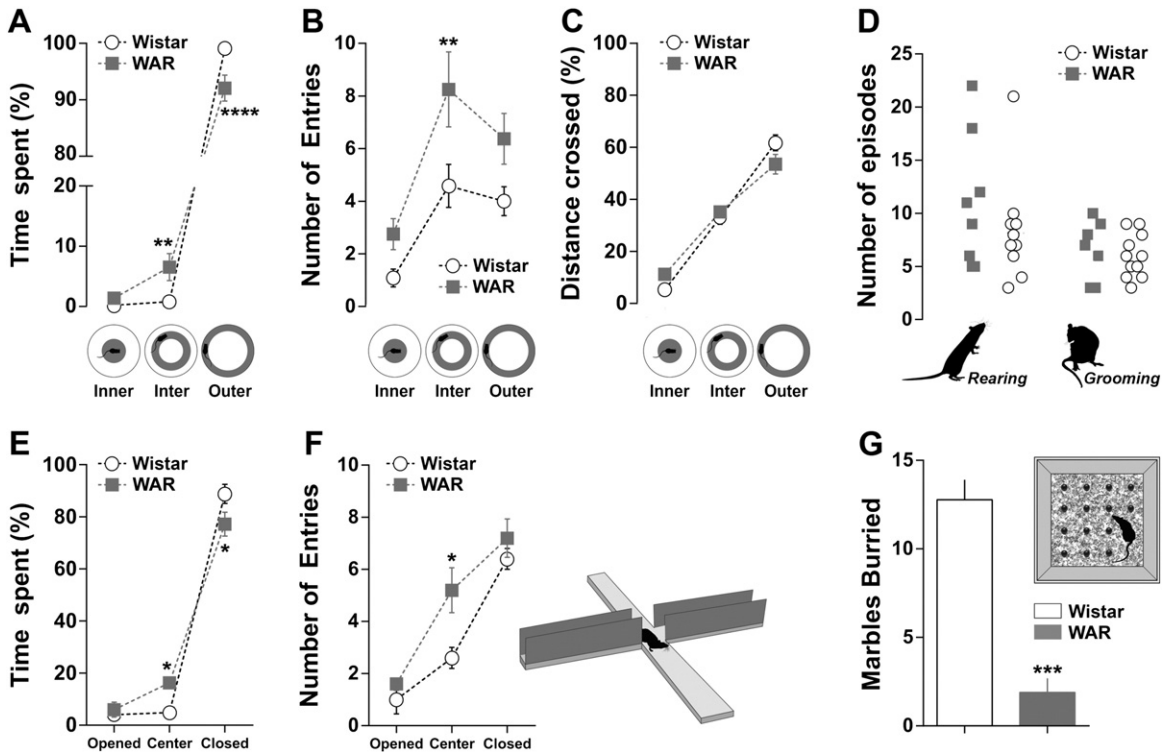 A
Time spent (%)
100
90
80
20
10
0
Wistar
WAR
****
**
Inner
Inter
Outer
B
Number of Entries
10
8
6
4
2
0
**
Wistar
WAR
Inner
Inter
Outer
C
Distance crossed (%)
100
80
60
40
20
0
Wistar
WAR
Inner
Inter
Outer
D
Number of episodes
25
20
15
10
5
0
Wistar
WAR
Rearing
Grooming
E
Time spent (%)
100
80
60
40
20
0
Wistar
WAR
*
*
Opened
Center
Closed
F
Number of Entries
10
8
6
4
2
0
Wistar
WAR
*
Opened
Center
Closed
G
Marbles Burried
15
10
5
0
Wistar
WAR
***